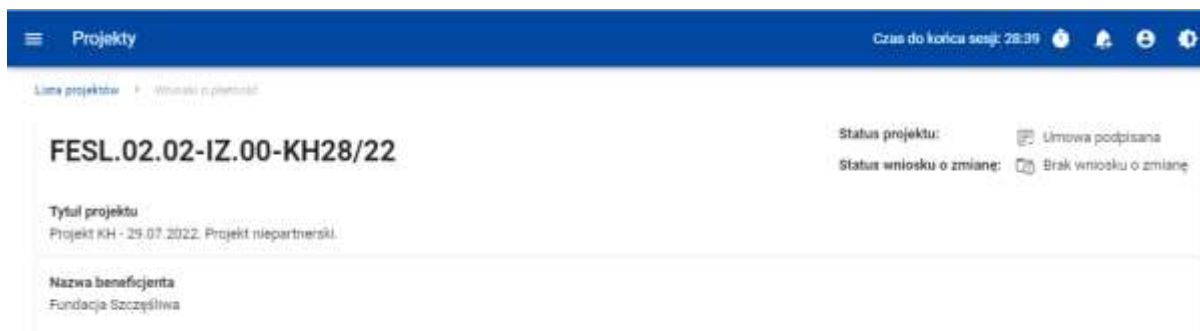 Projekty
Czas do końca sesji: 28:39
Lista projektów
Wnioski o płatność
FESL.02.02-IZ.00-KH28/22
Status projektu: Umowa podpisana
Status wniosku o zmianę: Brak wniosku o zmianę
Tytuł projektu
Projekt KH - 29.07.2022. Projekt niepartnerski.
Nazwa beneficjenta
Fundacja Szczęśliwa